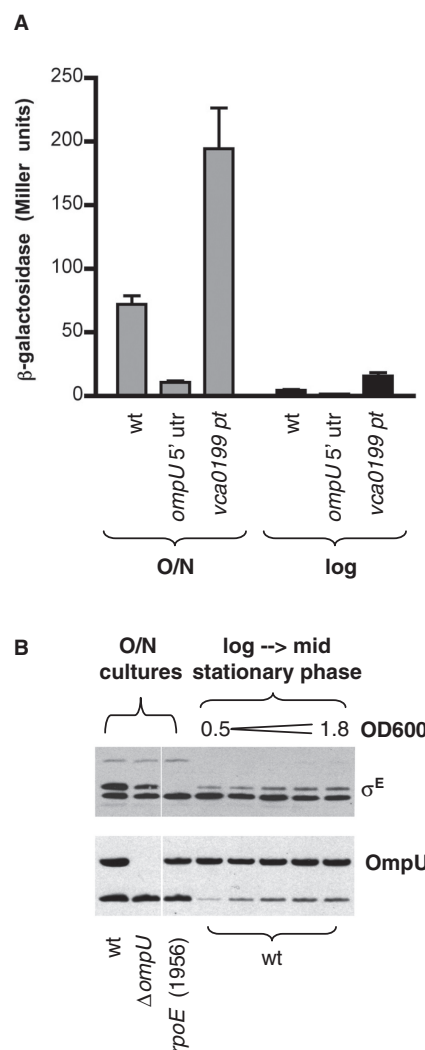 A
β-galactosidase (Miller units)
250
200
150
100
50
0
wt
ompU 5' utr
vca0199 pt
wt
ompU 5' utr
vca0199 pt
O/N
log
B
O/N
cultures
log --> mid
stationary phase
0.5
1.8
OD600
σE
OmpU
wt
ΔompU
rpoE (1956)
wt